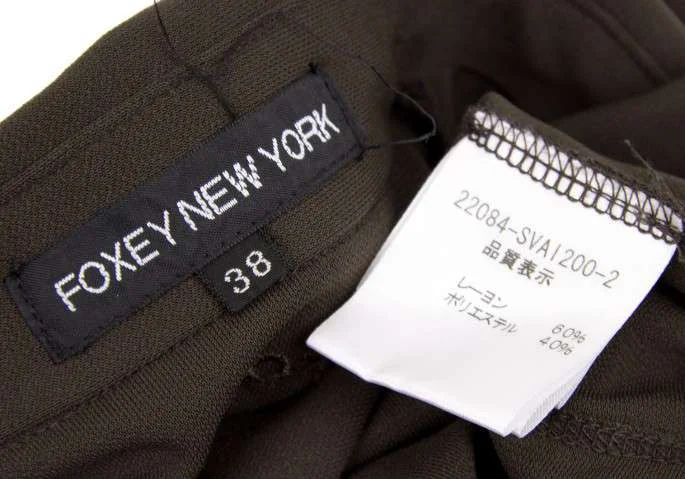 FOXEY NEW YORK
38
22084-SVA1200-2
品質表示
レーヨン 60%
ポリエステル 40%